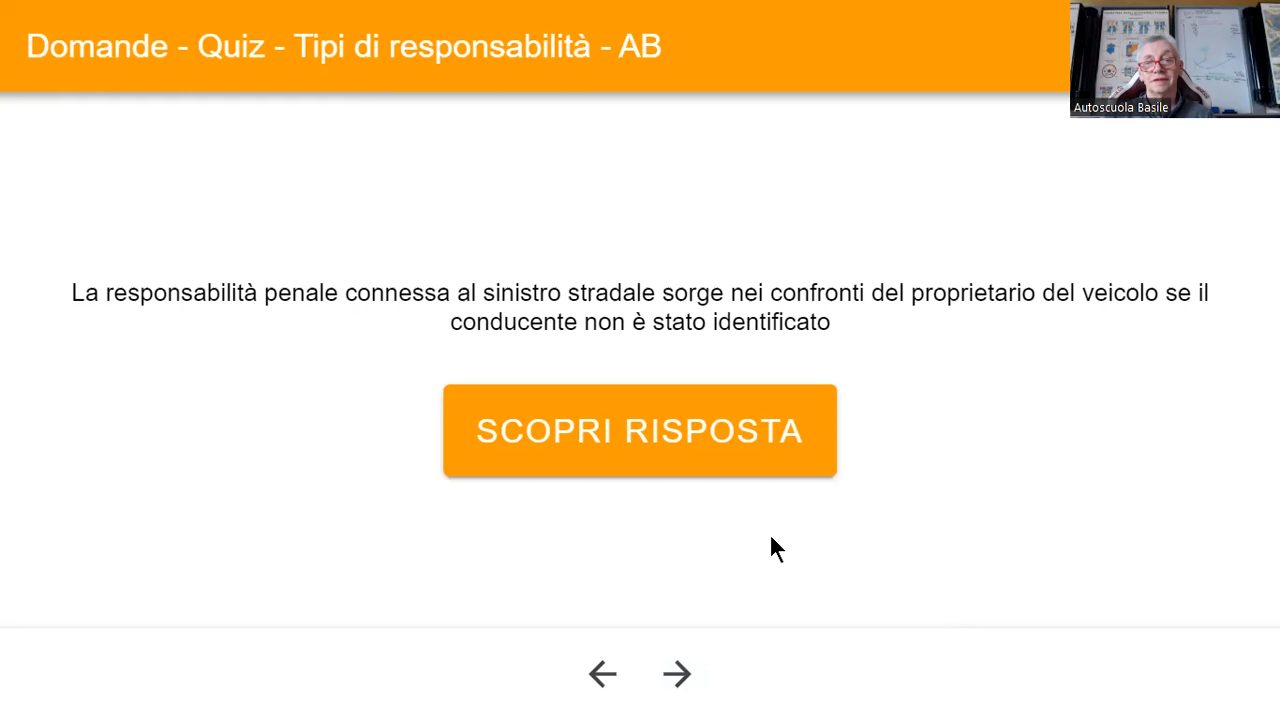 Domande - Quiz - Tipi di responsabilità - AB
Autoscuola Basile
La responsabilità penale connessa al sinistro stradale sorge nei confronti del proprietario del veicolo se il
conducente non è stato identificato
SCOPRI RISPOSTA